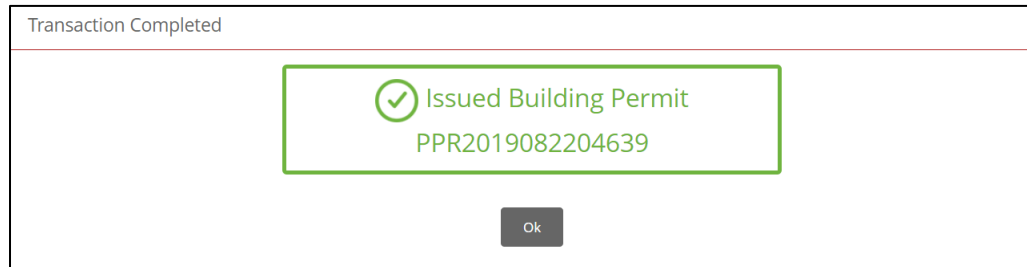 Transaction Completed
Issued Building Permit
PPR2019082204639
Ok